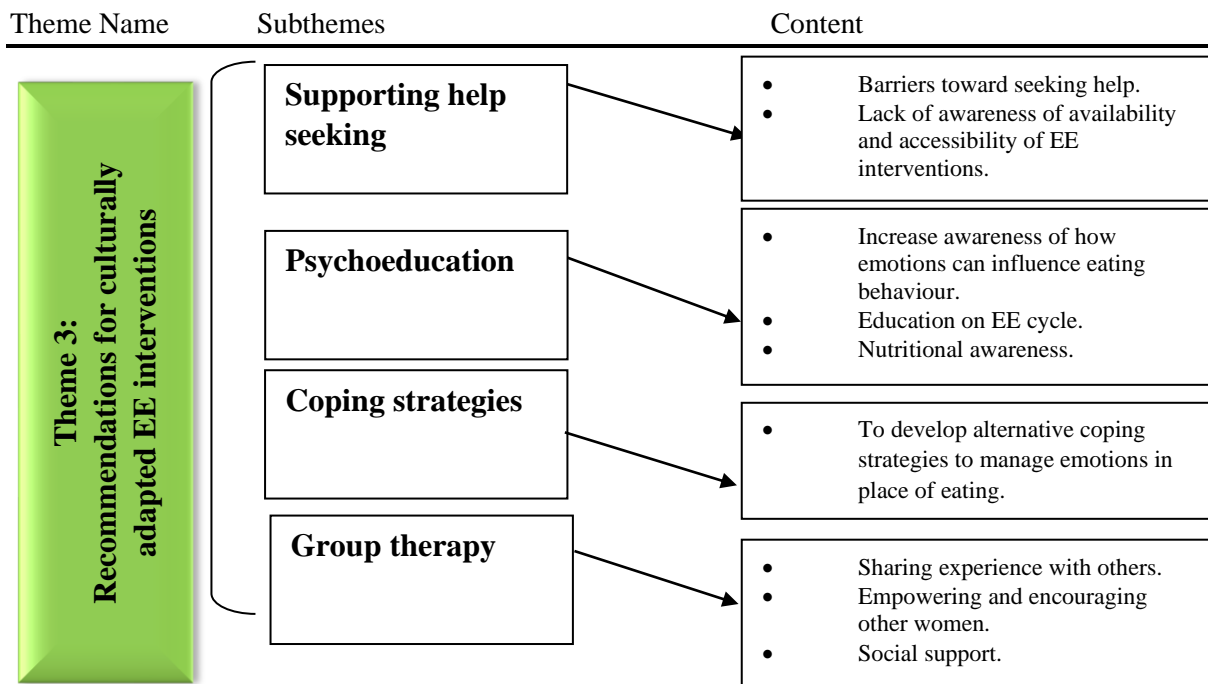 Theme Name Subthemes Content
Theme 3:
Recommendations for culturally
adapted EE interventions
Supporting help
seeking
• Barriers toward seeking help.
• Lack of awareness of availability
and accessibility of EE
interventions.
Psychoeducation
• Increase awareness of how
emotions can influence eating
behaviour.
• Education on EE cycle.
• Nutritional awareness.
Coping strategies
• To develop alternative coping
strategies to manage emotions in
place of eating.
Group therapy
• Sharing experience with others.
• Empowering and encouraging
other women.
• Social support.